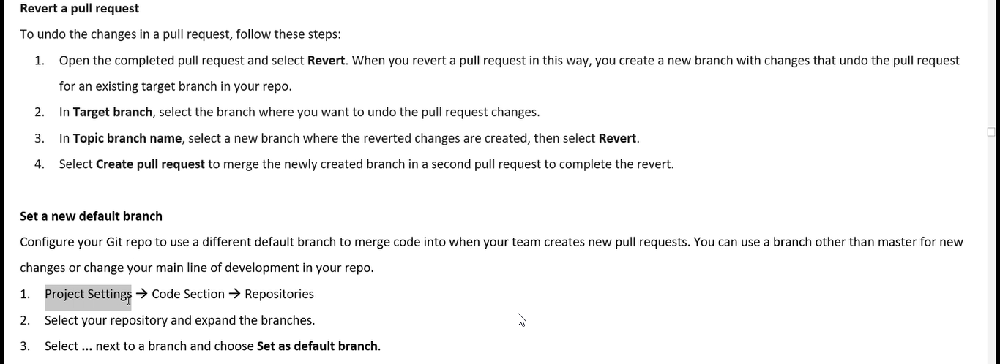 Revert a pull request
To undo the changes in a pull request, follow these steps:
1. Open the completed pull request and select Revert. When you revert a pull request in this way, you create a new branch with changes that undo the pull request
for an existing target branch in your repo.
2. In Target branch, select the branch where you want to undo the pull request changes.
3. In Topic branch name, select a new branch where the reverted changes are created, then select Revert.
4. Select Create pull request to merge the newly created branch in a second pull request to complete the revert.
Set a new default branch
Configure your Git repo to use a different default branch to merge code into when your team creates new pull requests. You can use a branch other than master for new
changes or change your main line of development in your repo.
1. Project Settings → Code Section → Repositories
2. Select your repository and expand the branches.
3. Select ... next to a branch and choose Set as default branch.